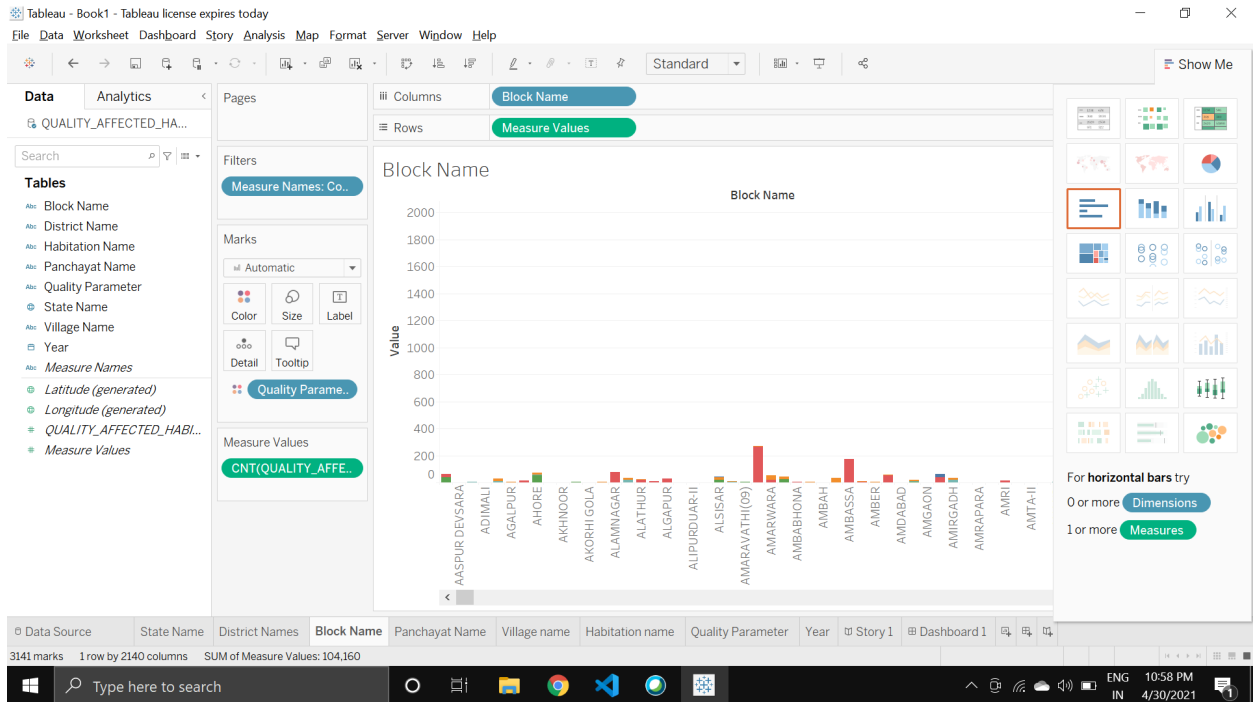 Tableau - Book1 - Tableau license expires today
File Data Worksheet Dashboard Story Analysis Map Format Server Window Help
Standard
Show Me
Data Analytics
QUALITY_AFFECTED_HA...
Search
Tables
Abc Block Name
Abc District Name
Abc Habitation Name
Abc Panchayat Name
Abc Quality Parameter
State Name
Abc Village Name
Year
Abc Measure Names
Latitude (generated)
Longitude (generated)
# QUALITY_AFFECTED_HABI...
# Measure Values
Pages
Filters
Measure Names: Co..
Marks
Automatic
Color Size Label
Detail Tooltip
Quality Parame..
Measure Values
CNT(QUALITY_AFFE..
Columns Block Name
Rows Measure Values
Block Name
Block Name
Value
2000
1800
1600
1400
1200
1000
800
600
400
200
0
AASPUR DEVSARA
ADIMALI
AGALPUR
AHORE
AKHNOOR
AKORHI GOLA
ALAMNAGAR
ALATHUR
ALGAPUR
ALIPURDUAR-II
ALSISAR
AMARAVATHI(09)
AMARWARA
AMBABHONA
AMBAH
AMBASSA
AMBER
AMDABAD
AMGAON
AMIRGADH
AMRAPARA
AMRI
AMTA-II
For horizontal bars try
0 or more Dimensions
1 or more Measures
Data Source State Name District Names Block Name Panchayat Name Village name Habitation name Quality Parameter Year Story 1 Dashboard 1
3141 marks 1 row by 2140 columns SUM of Measure Values: 104,160
Type here to search
ENG
IN
10:58 PM
4/30/2021
1